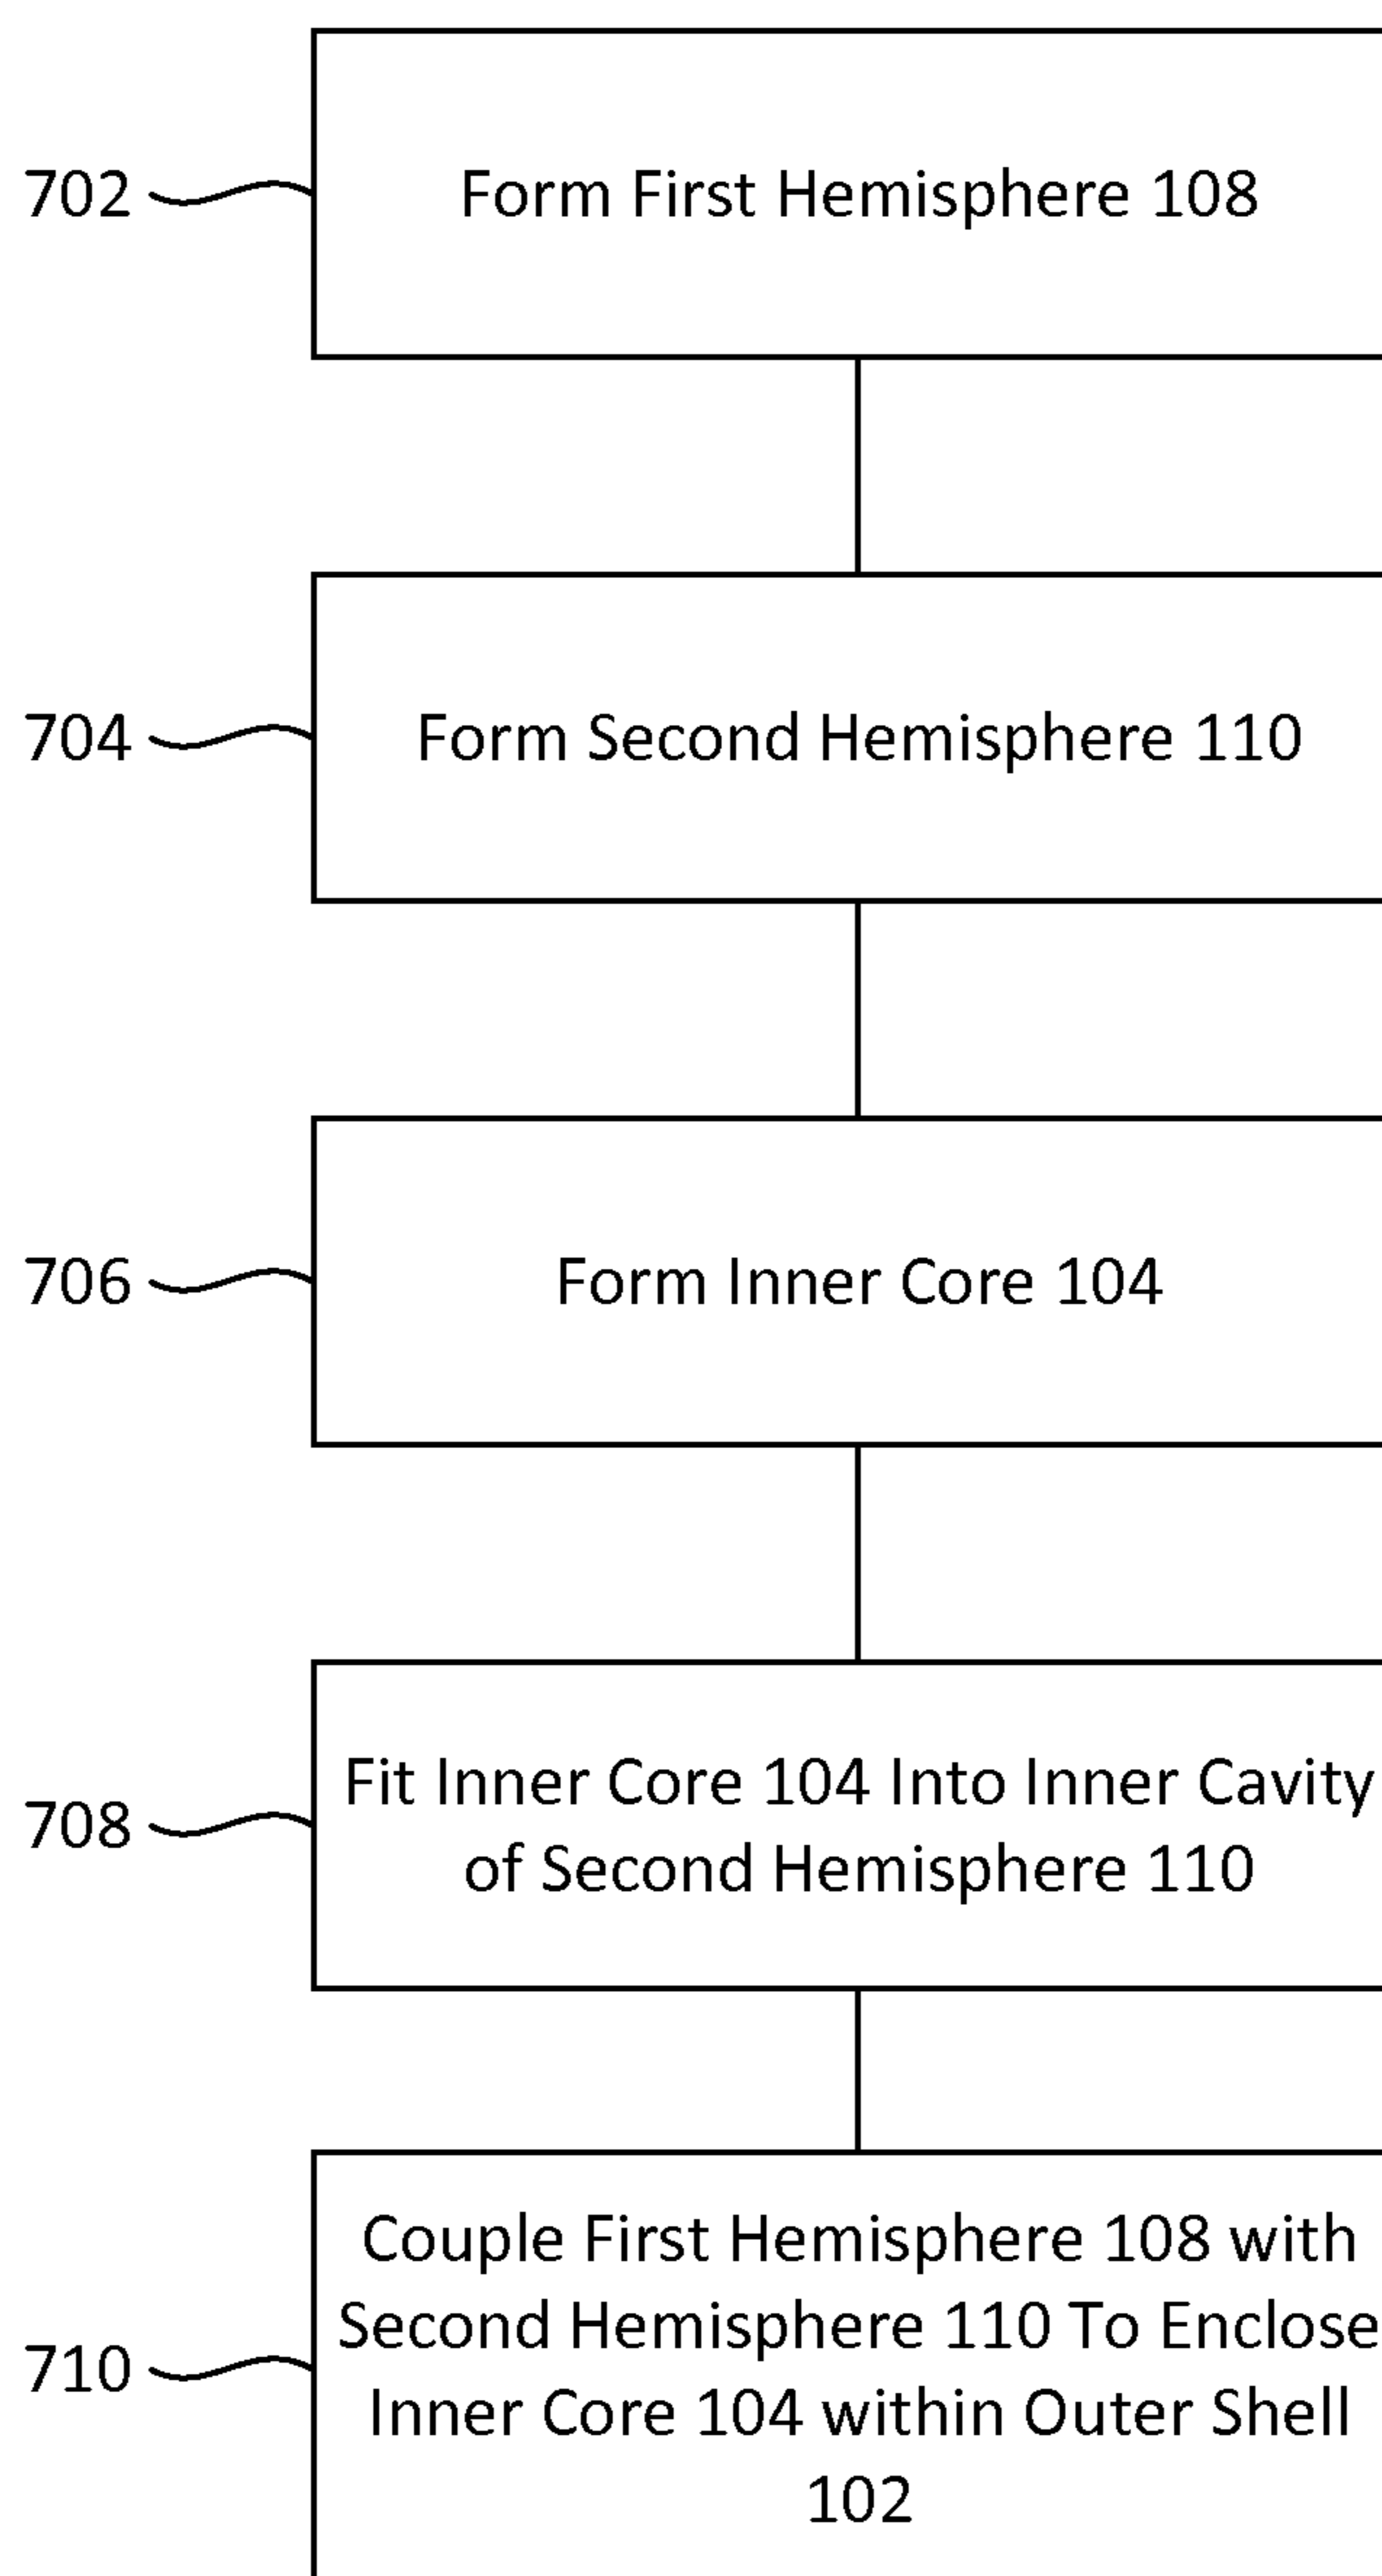 702
Form First Hemisphere 108
704
Form Second Hemisphere 110
706
Form Inner Core 104
708
Fit Inner Core 104 Into Inner Cavity
of Second Hemisphere 110
710
Couple First Hemisphere 108 with
Second Hemisphere 110 To Enclose
Inner Core 104 within Outer Shell
102